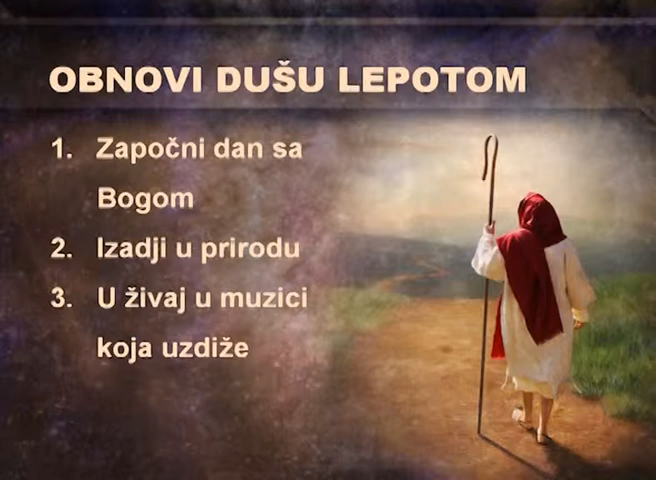 OBNOVI DUŠU LEPOTOM
1. Započni dan sa
Bogom
2. Izadji u prirodu
3. U živaj u muzici
koja uzdiže